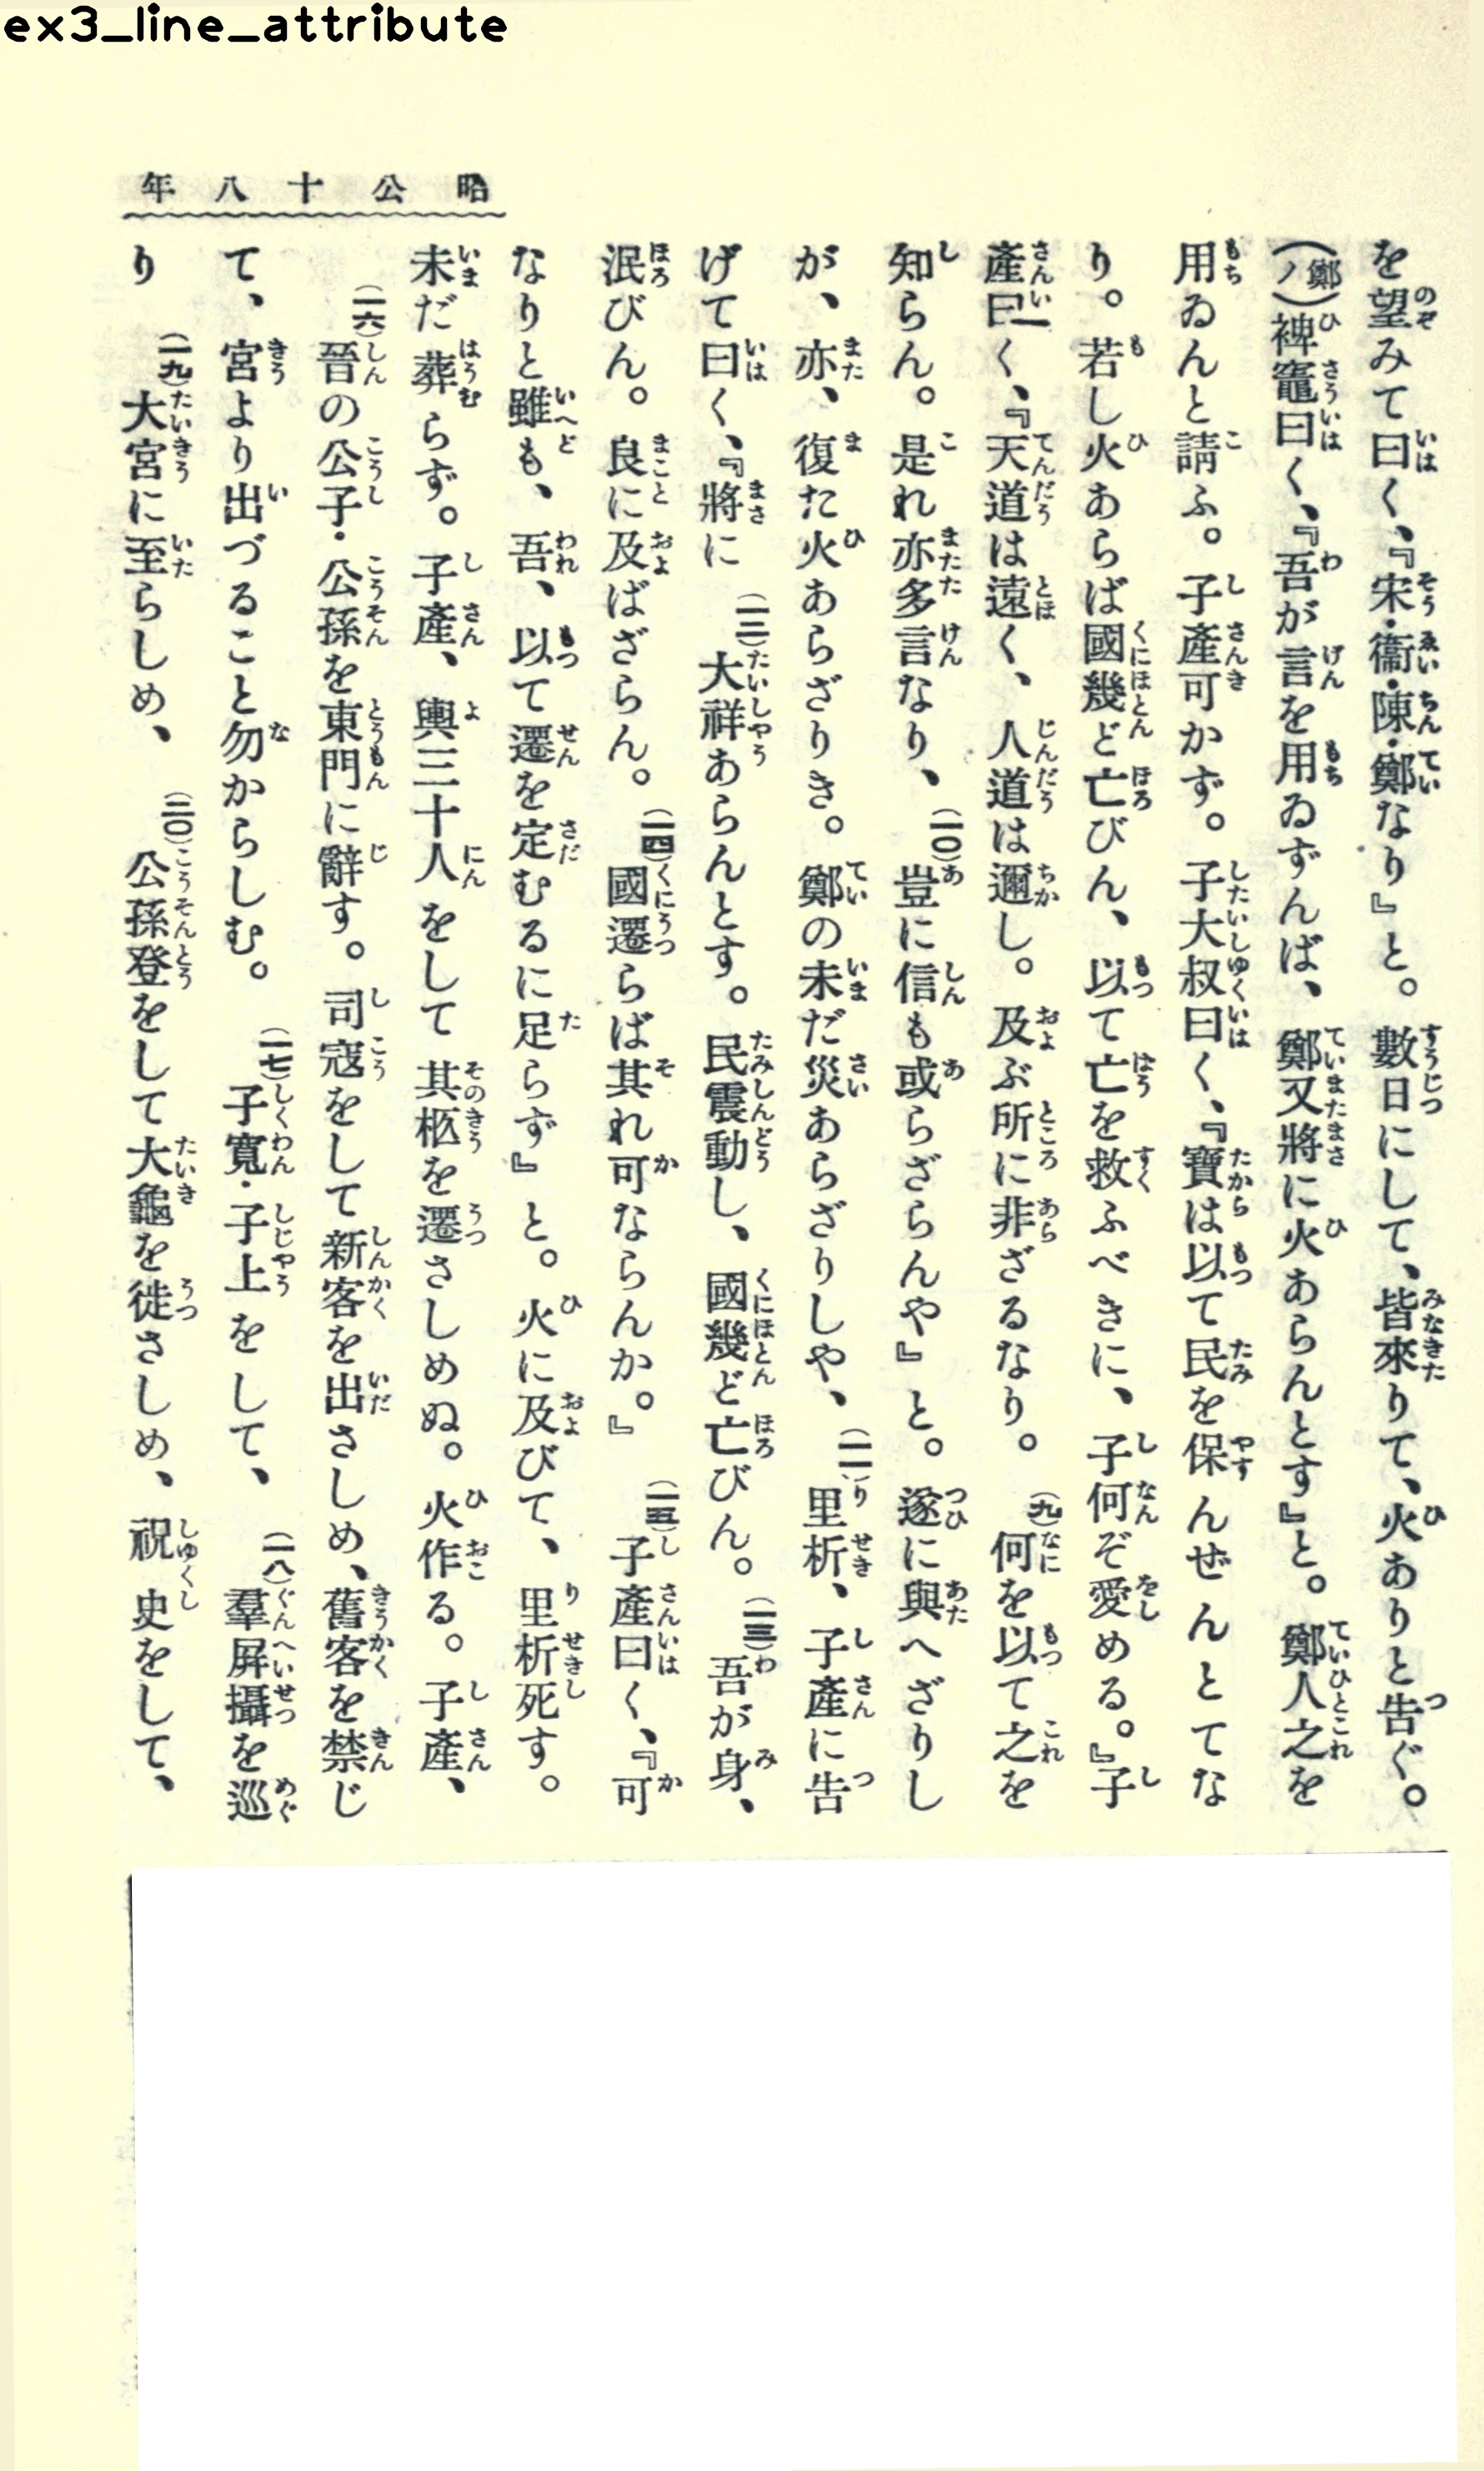 ex3_line_attribute
昭公十八年
を望みて曰く、『宋・衞・陳・鄭なり』と。數日にして、皆來りて、火ありと告ぐ。
(鄭ノ)裨竈曰く、『吾が言を用ゐずんば、鄭又將に火あらんとす』と。鄭人之を
用ゐんと請ふ。子產可かず。子大叔曰く、『寶は以て民を保んぜんとてな
り。若し火あらば國幾ど亡びん、以て亡を救ふべきに、子何ぞ愛める。』子
產曰く、『天道は遠く、人道は邇し。及ぶ所に非ざるなり。(九)何を以て之を
知らん。是れ亦多言なり、(一〇)豈に信も或らざらんや』と。遂に與へざりし
が、亦、復た火あらざりき。鄭の未だ災あらざりしや、(一一)里析、子產に告
げて曰く、『將に(一二)大祥あらんとす。民震動し、國幾ど亡びん。(一三)吾が身、
泯びん。良に及ばざらん。(一四)國遷らば其れ可ならんか。』(一五)子產曰く、『可
なりと雖も、吾、以て遷を定むるに足らず』と。火に及びて、里析死す。
未だ葬らず。子產、輿三十人をして其柩を遷さしめぬ。火作る。子產、
(一六)晉の公子・公孫を東門に辭す。司寇をして新客を出さしめ、舊客を禁じ
て、宮より出づること勿からしむ。(一七)子寬・子上をして、(一八)羣屛攝を巡
り(一九)大宮に至らしめ、(二〇)公孫登をして大龜を徙さしめ、祝史をして、